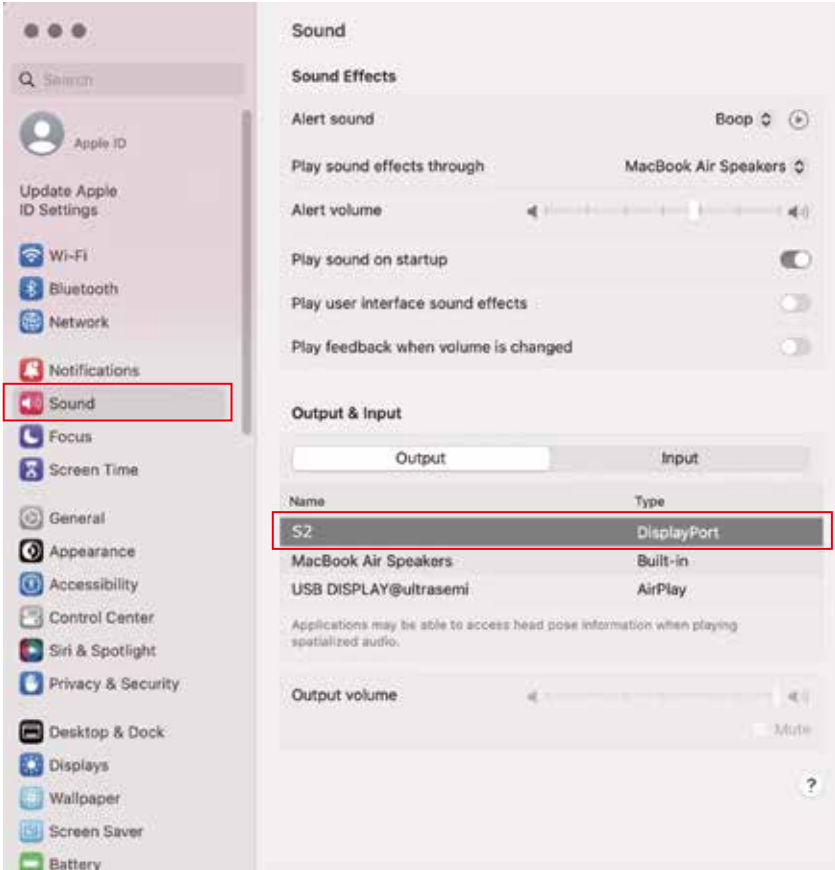 Search
Apple ID
Update Apple
ID Settings
Wi-Fi
Bluetooth
Network
Notifications
Sound
Focus
Screen Time
General
Appearance
Accessibility
Control Center
Siri & Spotlight
Privacy & Security
Desktop & Dock
Displays
Wallpaper
Screen Saver
Battery
Sound
Sound Effects
Alert sound Boop
Play sound effects through MacBook Air Speakers
Alert volume
Play sound on startup
Play user interface sound effects
Play feedback when volume is changed
Output & Input
Output Input
Name Type
S2 DisplayPort
MacBook Air Speakers Built-in
USB DISPLAY@ultrasemi AirPlay
Applications may be able to access head pose information when playing
spatialized audio.
Output volume
Mute
?